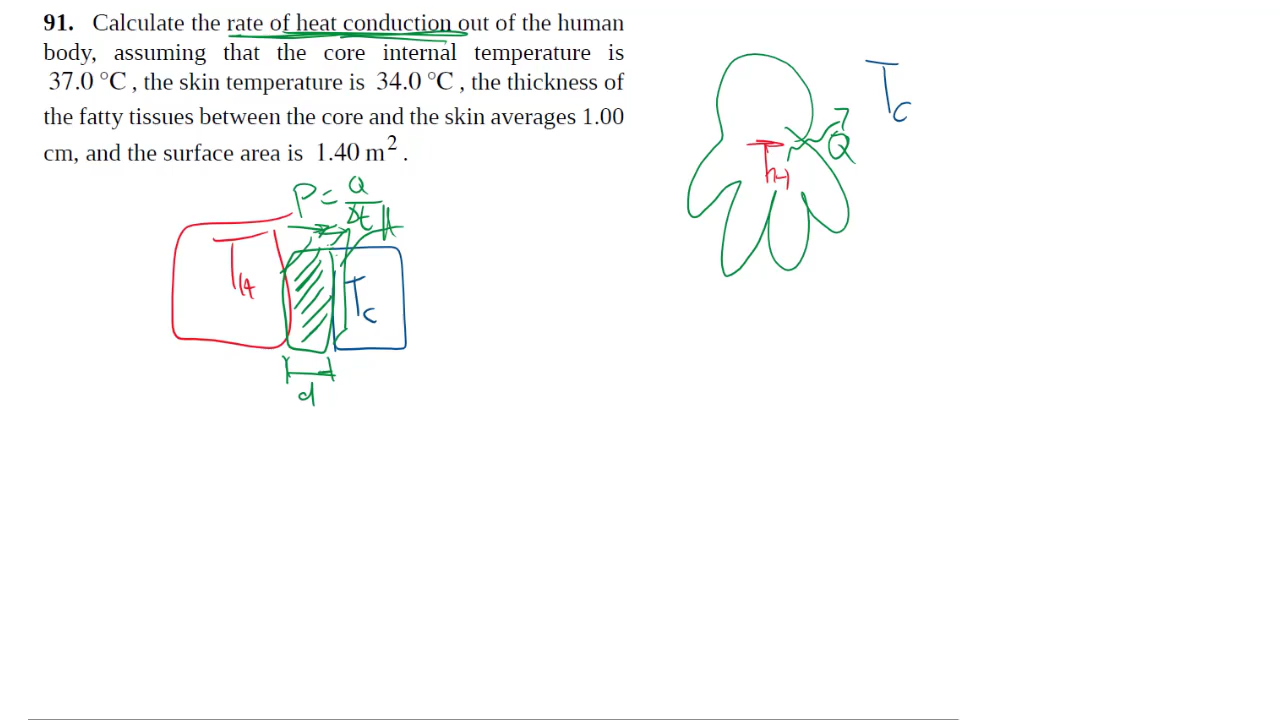 91. Calculate the rate of heat conduction out of the human
body, assuming that the core internal temperature is
37.0 °C , the skin temperature is 34.0 °C , the thickness of
the fatty tissues between the core and the skin averages 1.00
cm, and the surface area is 1.40 m² .
P = Q/Δt
A
T_H
T_C
d
T_C
Q
T_H